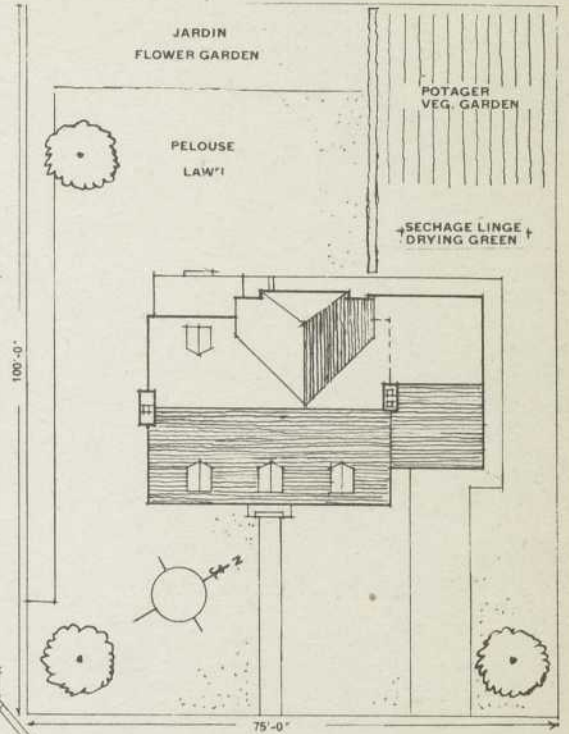 JARDIN
FLOWER GARDEN
POTAGER
VEG. GARDEN
PELOUSE
LAW"I
SECHAGE LINGE
DRYING GREEN
100'-0"
75'-0"